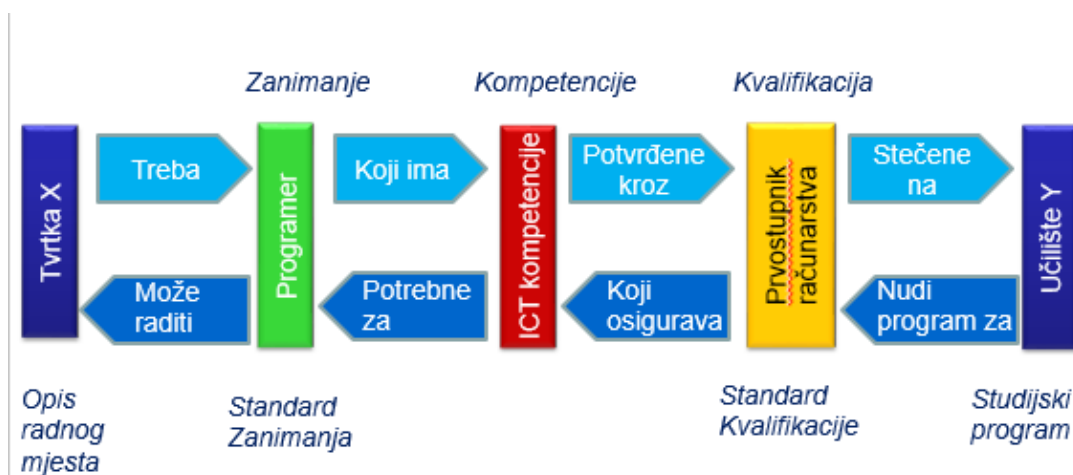 Zanimanje
Kompetencije
Kvalifikacija
Tvrtka X
Treba
Programer
Koji ima
ICT kompetencije
Potvrđene
kroz
Prvostupnik
računarstva
Stečene
na
Učilište Y
Može
raditi
Potrebne
za
Koji
osigurava
Nudi
program za
Opis
radnog
mjesta
Standard
Zanimanja
Standard
Kvalifikacije
Studijski
program